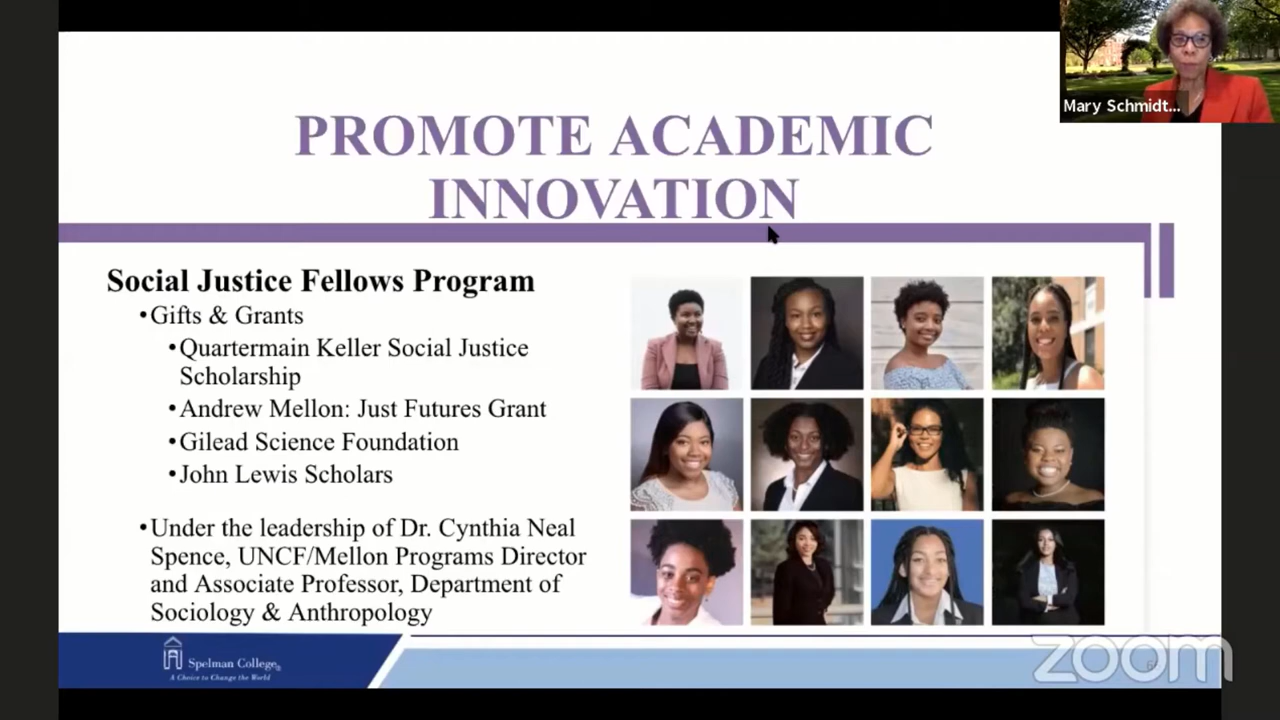 Mary Schmidt...
PROMOTE ACADEMIC
INNOVATION
Social Justice Fellows Program
•Gifts & Grants
•Quartermain Keller Social Justice
Scholarship
•Andrew Mellon: Just Futures Grant
•Gilead Science Foundation
•John Lewis Scholars
•Under the leadership of Dr. Cynthia Neal
Spence, UNCF/Mellon Programs Director
and Associate Professor, Department of
Sociology & Anthropology
Spelman College®
A Choice to Change the World
zoom